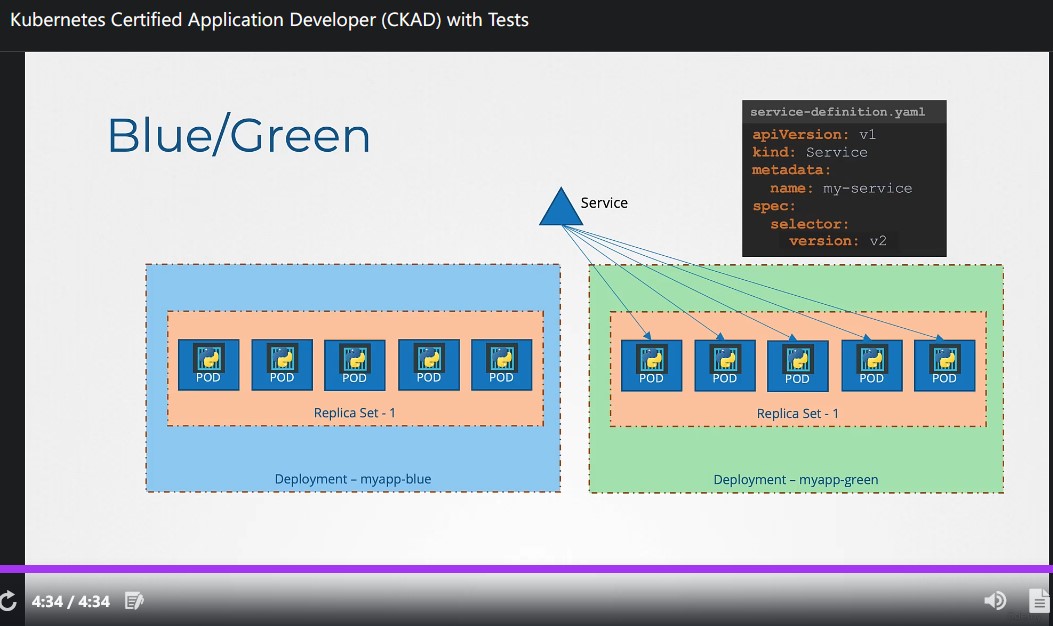 Kubernetes Certified Application Developer (CKAD) with Tests
Blue/Green
service-definition.yaml
apiVersion: v1
kind: Service
metadata:
name: my-service
spec:
selector:
version: v2
Service
POD POD POD POD POD
Replica Set - 1
Deployment – myapp-blue
POD POD POD POD POD
Replica Set - 1
Deployment – myapp-green
4:34 / 4:34